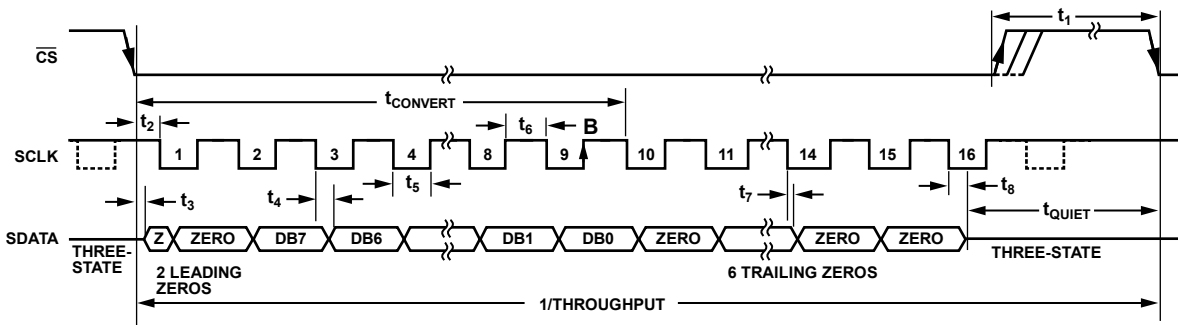 t1
CS
tCONVERT
t2
t6
B
SCLK
1
2
3
4
8
9
10
11
14
15
16
t3
t4
t5
t7
t8
tQUIET
SDATA
Z
ZERO
DB7
DB6
DB1
DB0
ZERO
ZERO
ZERO
THREE-
STATE
2 LEADING
ZEROS
6 TRAILING ZEROS
THREE-STATE
1/THROUGHPUT